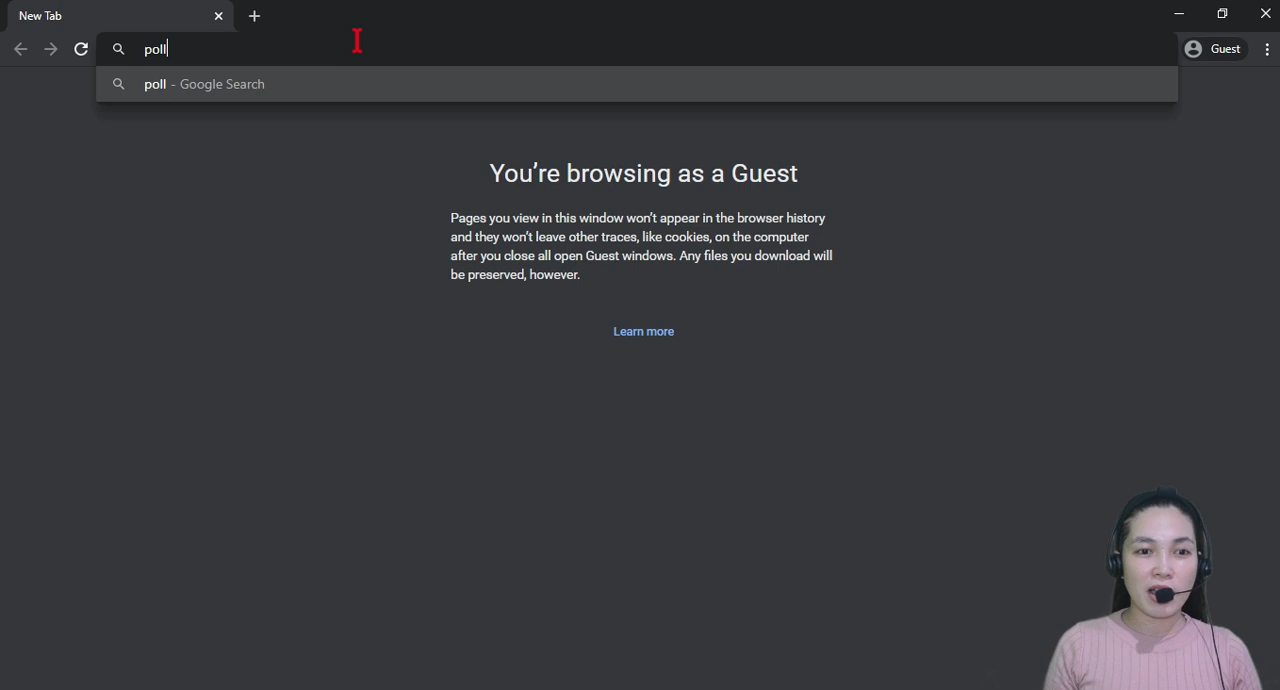 New Tab
poll
Guest
poll - Google Search
You're browsing as a Guest
Pages you view in this window won't appear in the browser history
and they won't leave other traces, like cookies, on the computer
after you close all open Guest windows. Any files you download will
be preserved, however.
Learn more